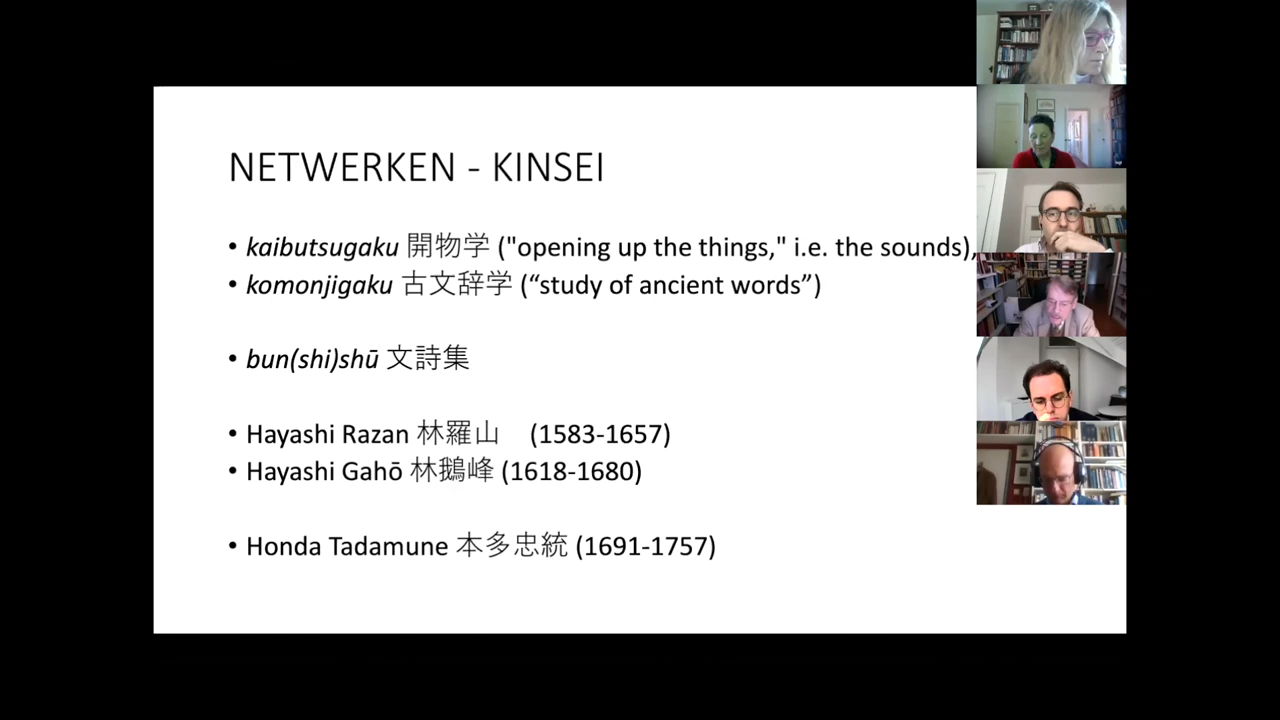 NETWERKEN - KINSEI
• kaibutsugaku 開物学 ("opening up the things," i.e. the sounds),
• komonjigaku 古文辞学 (“study of ancient words”)
• bun(shi)shū 文詩集
• Hayashi Razan 林羅山　(1583-1657)
• Hayashi Gahō 林鵝峰 (1618-1680)
• Honda Tadamune 本多忠統 (1691-1757)